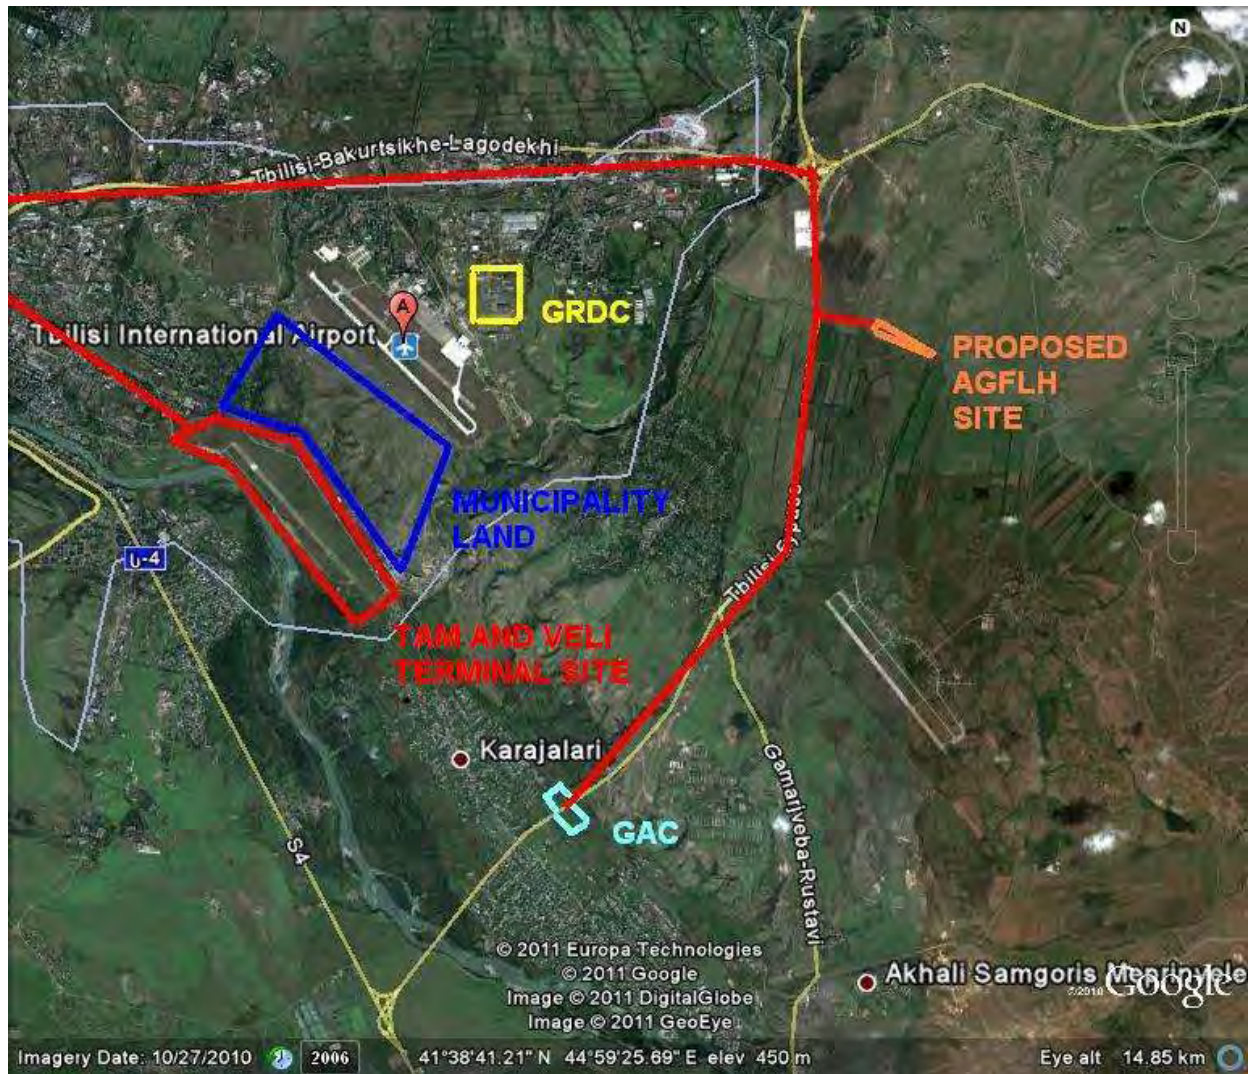 N
Tbilisi-Bakurtsikhe-Lagodekhi
A
Tbilisi International Airport
GRDC
PROPOSED
AGFLH
SITE
MUNICIPALITY
LAND
Tbilisi Bypass
TAM AND VELI
TERMINAL SITE
Karajalari
GAC
S4
Gamarjveba-Rustavi
© 2011 Europa Technologies
© 2011 Google
Image © 2011 DigitalGlobe
Image © 2011 GeoEye
Akhali Samgoris
©2010 Google
Imagery Date: 10/27/2010 2006 41°38'41.21" N 44°59'25.69" E elev 450 m Eye alt 14.85 km